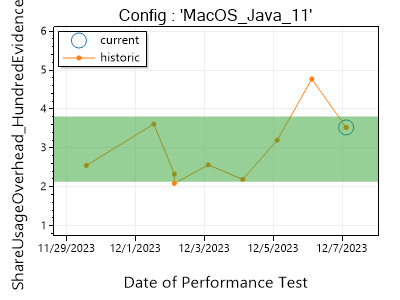 Config : 'MacOS_Java_11'
ShareUsageOverhead_HundredEvidence
current
historic
6
5
4
3
2
1
11/29/2023
12/1/2023
12/3/2023
12/5/2023
12/7/2023
Date of Performance Test